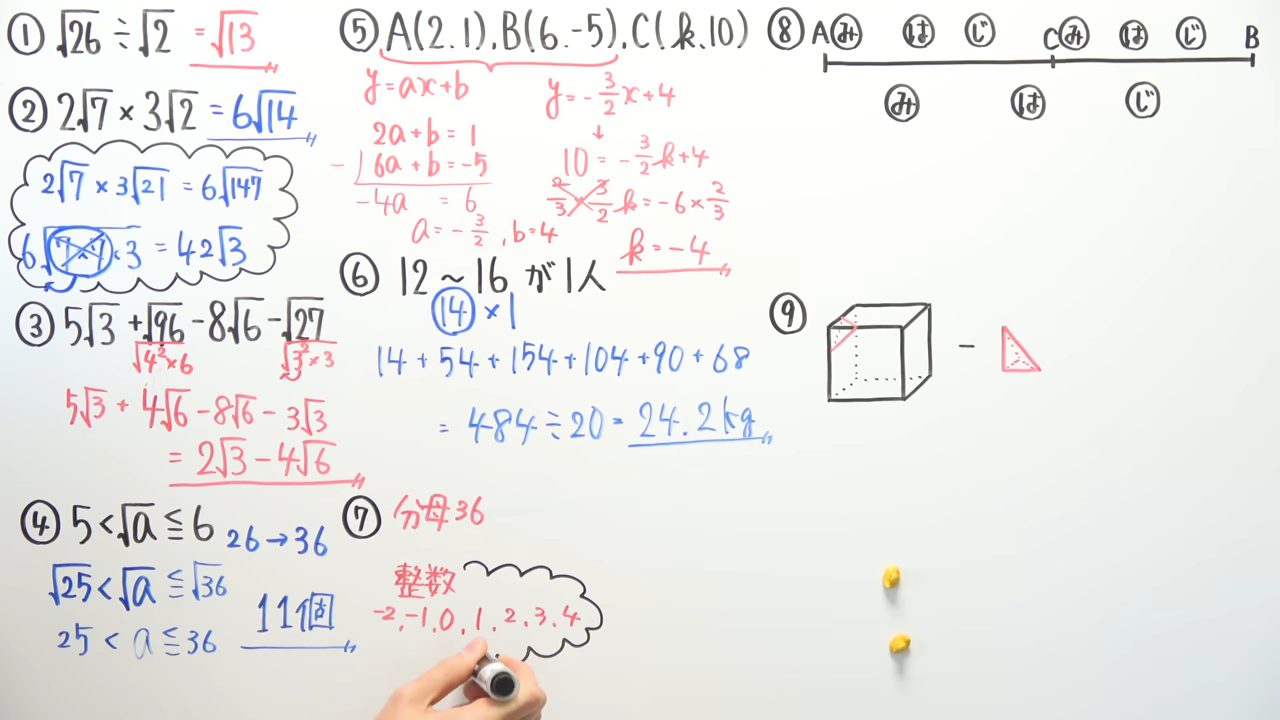 ① √26 ÷ √2 = √13
② 2√7 × 3√2 = 6√14
2√7 × 3√21 = 6√147
6√7×7·3 = 42√3
③ 5√3 + √96 - 8√6 - √27
√4²×6 √3²×3
5√3 + 4√6 - 8√6 - 3√3
= 2√3 - 4√6
④ 5 < √a ≦ 6 26→36
√25 < √a ≦ √36
25 < a ≦ 36
11個
⑤ A(2.1).B(6.-5).C(k.10)
y=ax+b
2a+b=1
- 6a+b=-5
-4a =6
a=-3/2, b=4
y=-3/2x+4
↓
10=-3/2k+4
2/3 × 3/2 k=-6×2/3
k=-4
⑥ 12~16 が1人
14×1
14+54+154+104+90+68
= 484÷20=24.2kg
⑦ 分母36
整数
-2.-1.0.1.2.3.4
⑧ A み は じ C み は じ B
み は じ
⑨ -